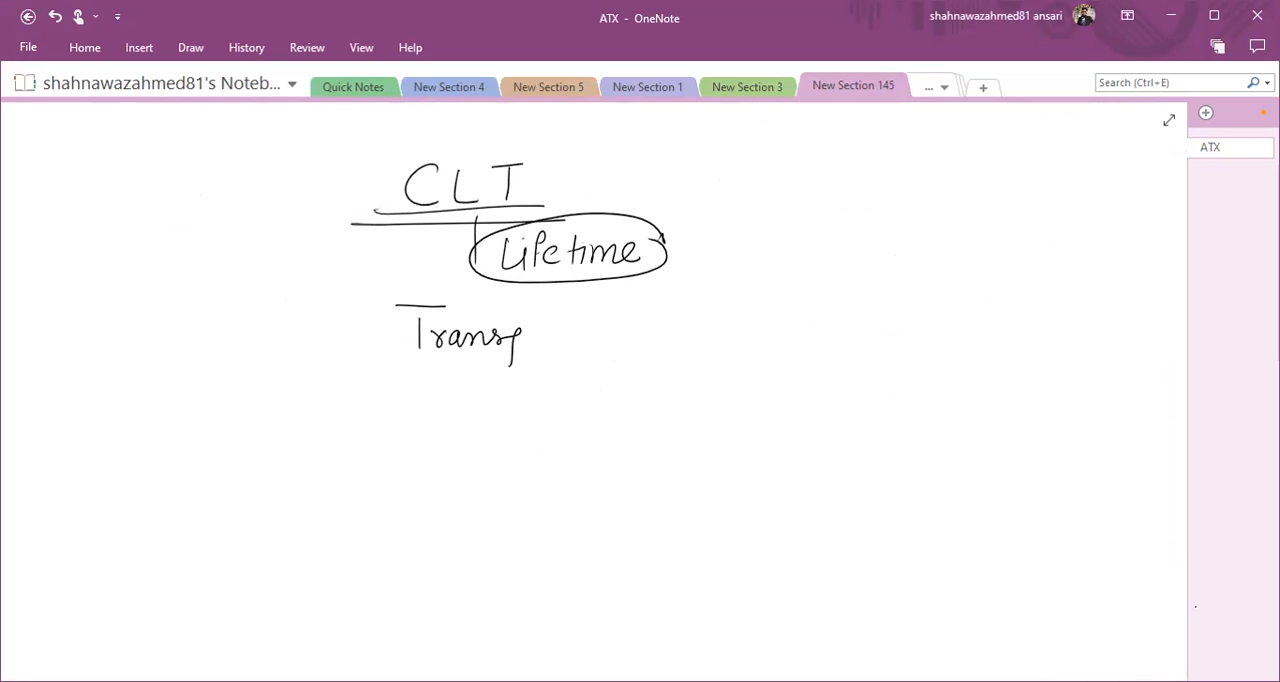 ATX - OneNote
shahnawazahmed81 ansari
File Home Insert Draw History Review View Help
shahnawazahmed81's Noteb...
Quick Notes New Section 4 New Section 5 New Section 1 New Section 3 New Section 145 ...
Search (Ctrl+E)
ATX
CLT
Lifetime
Transf